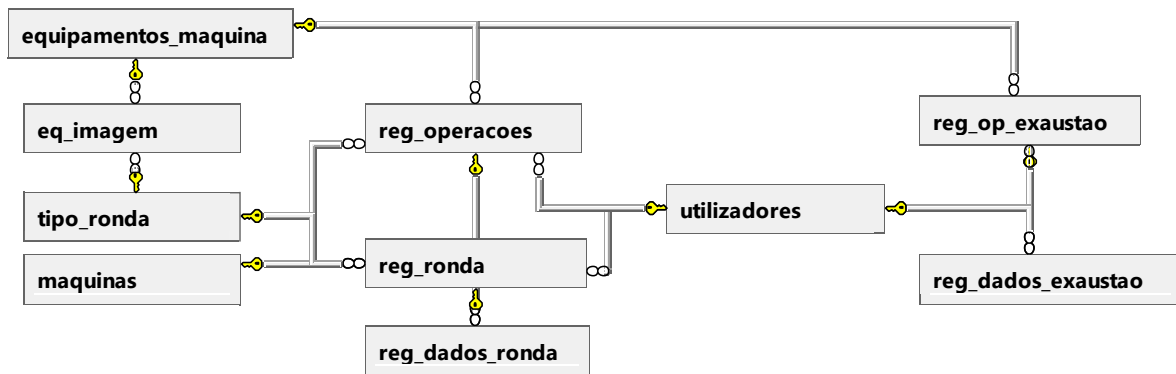 equipamentos_maquina
eq_imagem
reg_operacoes
reg_op_exaustao
tipo_ronda
utilizadores
maquinas
reg_ronda
reg_dados_exaustao
reg_dados_ronda